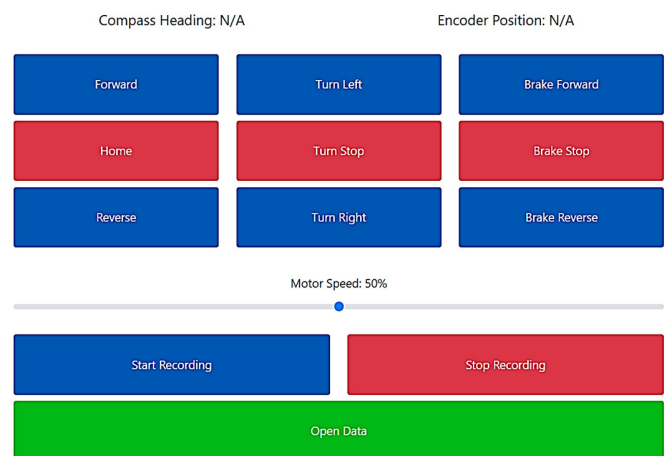 Compass Heading: N/A Encoder Position: N/A
Forward Turn Left Brake Forward
Home Turn Stop Brake Stop
Reverse Turn Right Brake Reverse
Motor Speed: 50%
Start Recording Stop Recording
Open Data